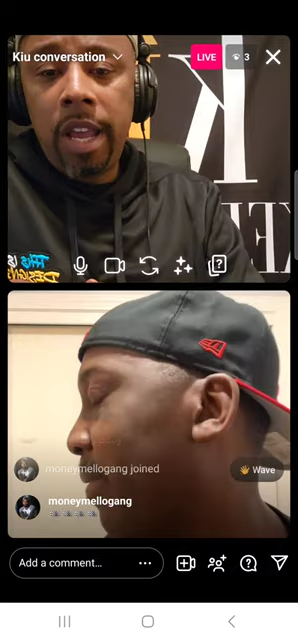 Kiu conversation
LIVE
3
moneymellogang joined
Wave
moneymellogang
Add a comment...